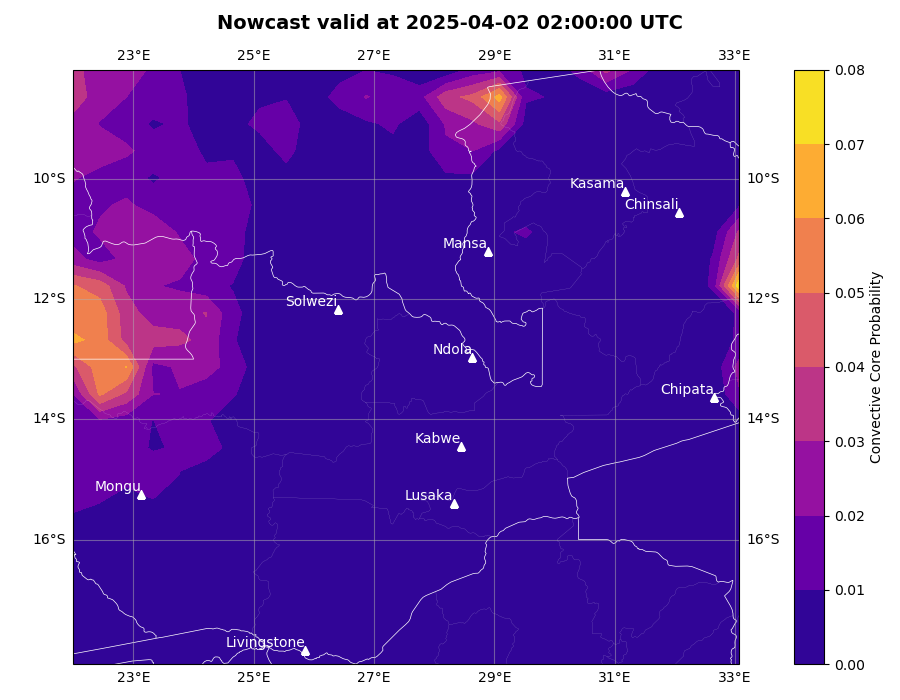 Nowcast valid at 2025-04-02 02:00:00 UTC
23°E 25°E 27°E 29°E 31°E 33°E
0.08
0.07
10°S Kasama 10°S
Chinsali
0.06
Mansa
0.05
12°S Solwezi 12°S
Convective Core Probability
0.04
Ndola
Chipata
14°S 14°S
0.03
Kabwe
Mongu Lusaka
0.02
16°S 16°S
0.01
Livingstone
0.00
23°E 25°E 27°E 29°E 31°E 33°E